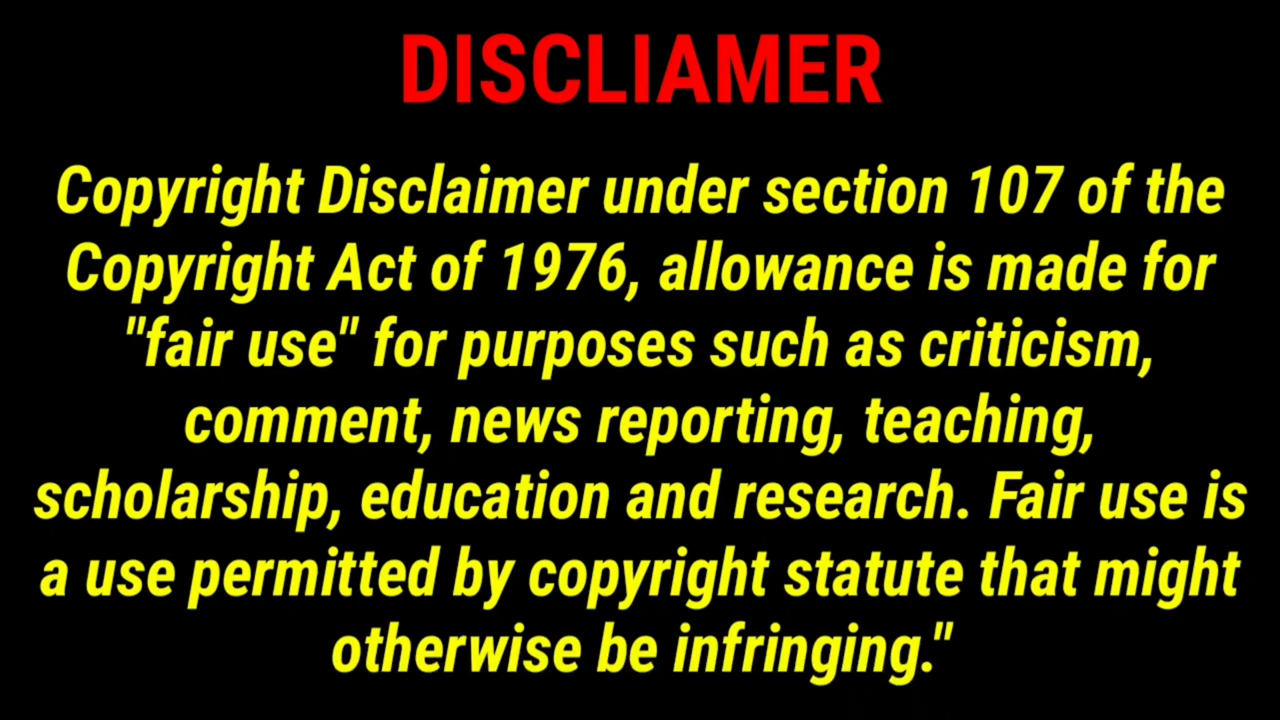 DISCLIAMER
Copyright Disclaimer under section 107 of the
Copyright Act of 1976, allowance is made for
"fair use" for purposes such as criticism,
comment, news reporting, teaching,
scholarship, education and research. Fair use is
a use permitted by copyright statute that might
otherwise be infringing."